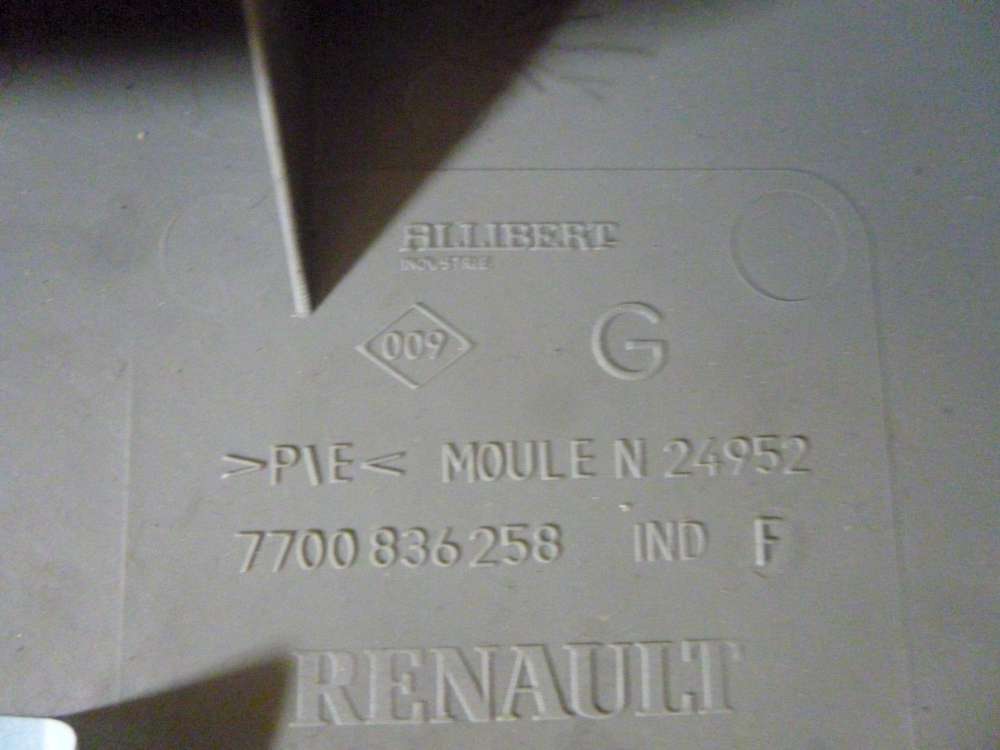 ALLIBERT
INDUSTRIE
009 G
>P\E< MOULE N 24952
7700 836 258 IND F
RENAULT